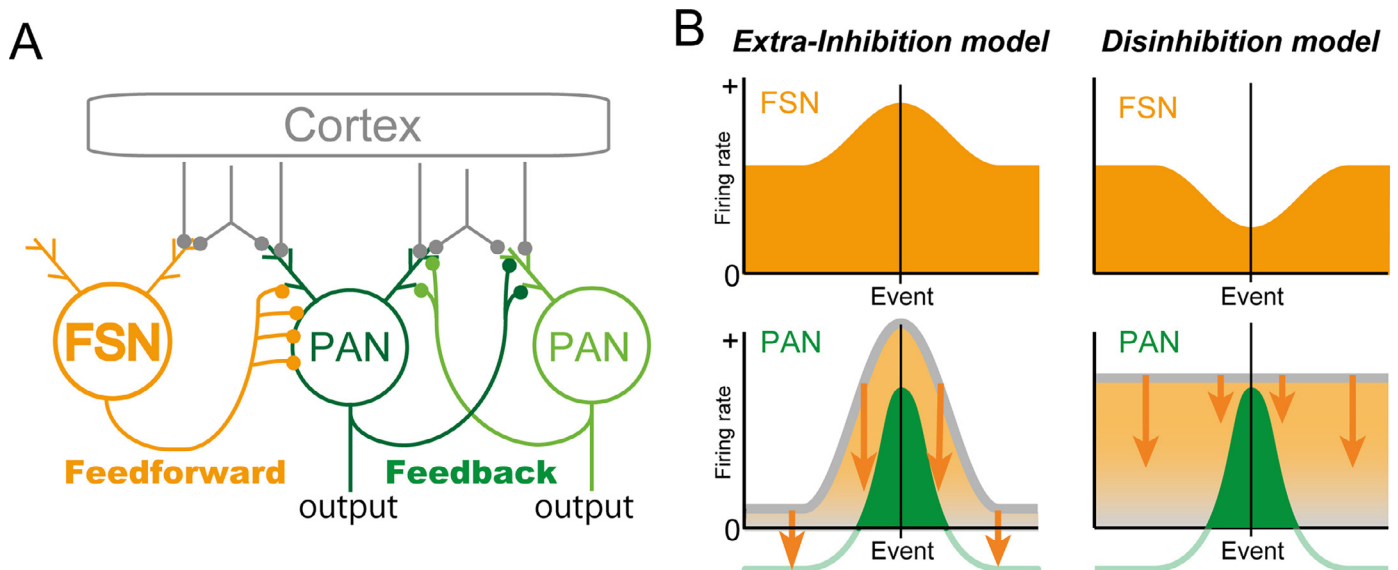 A
Cortex
FSN
PAN
PAN
Feedforward
Feedback
output
output
B
Extra-Inhibition model
Disinhibition model
+
FSN
FSN
Firing rate
0
Event
Event
+
PAN
PAN
Firing rate
0
Event
Event